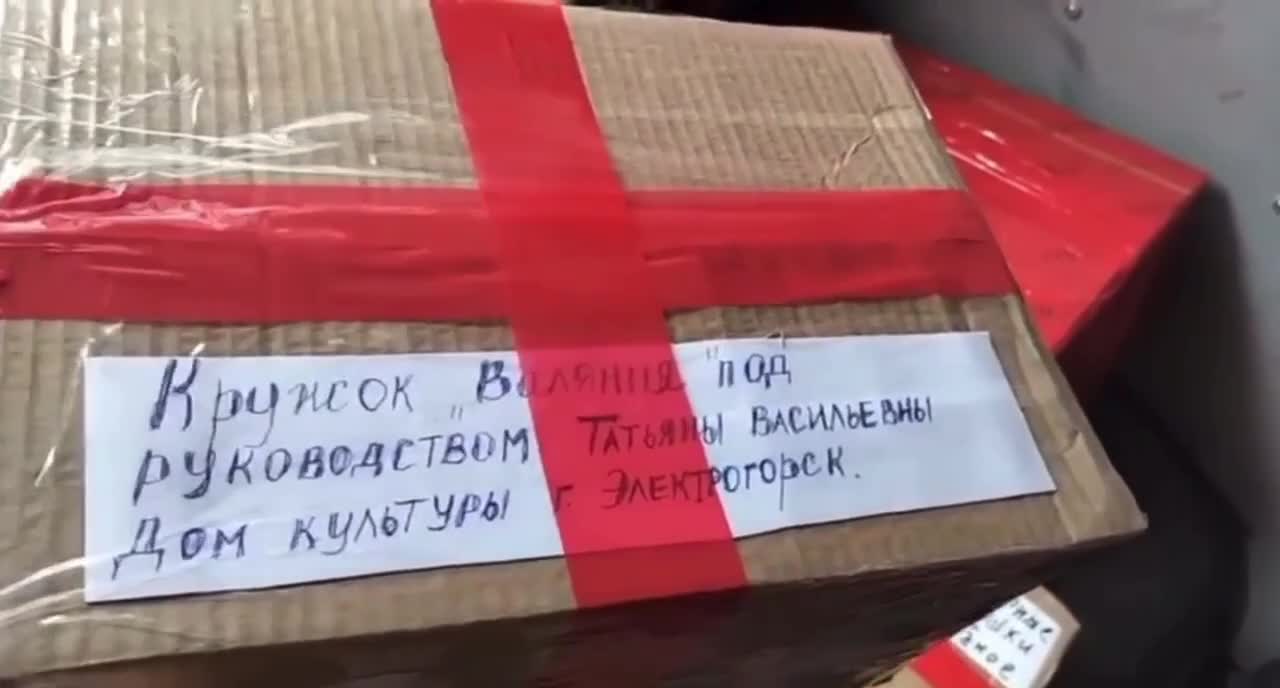 Кружок „Валяния" под
руководством Татьяны Васильевны
Дом культуры г. Электрогорск.